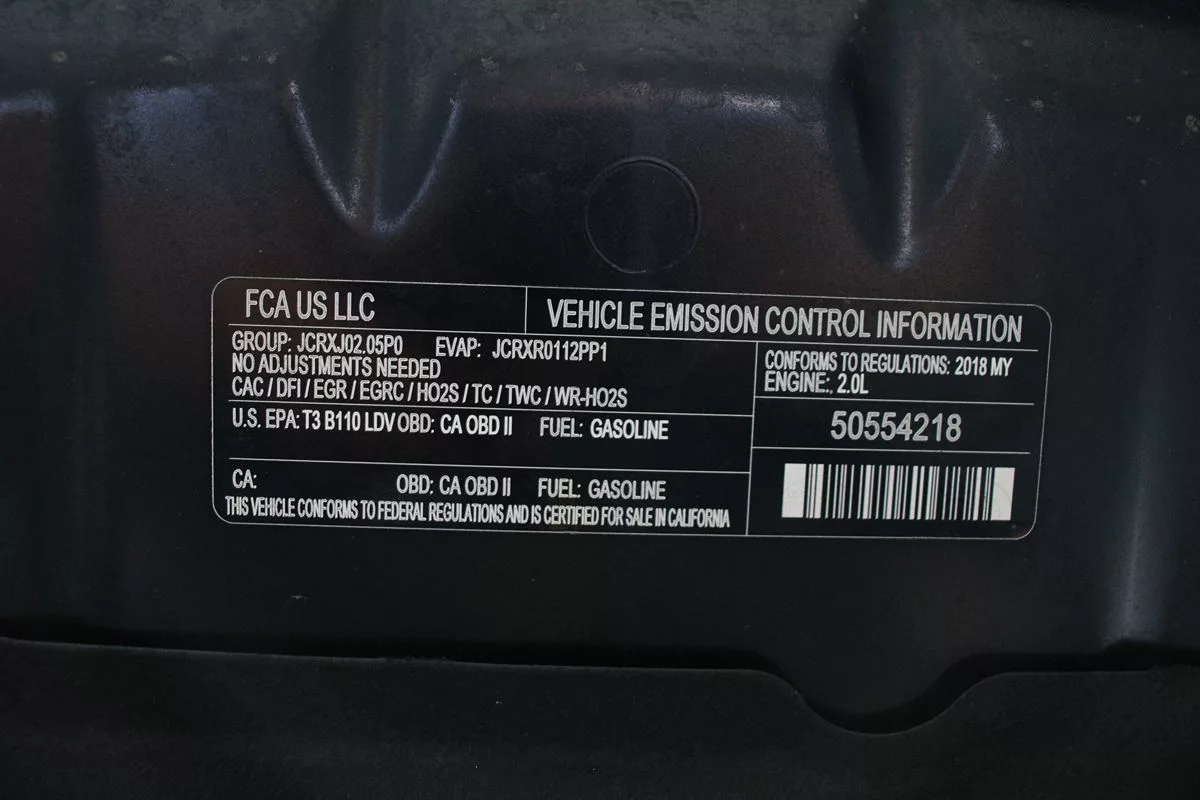 FCA US LLC
VEHICLE EMISSION CONTROL INFORMATION
GROUP: JCRXJ02.05P0 EVAP: JCRXR0112PP1
NO ADJUSTMENTS NEEDED
CAC / DFI / EGR / EGRC / HO2S / TC / TWC / WR-HO2S
U.S. EPA: T3 B110 LDV OBD: CA OBD II FUEL: GASOLINE
CA: OBD: CA OBD II FUEL: GASOLINE
THIS VEHICLE CONFORMS TO FEDERAL REGULATIONS AND IS CERTIFIED FOR SALE IN CALIFORNIA
CONFORMS TO REGULATIONS: 2018 MY
ENGINE: 2.0L
50554218